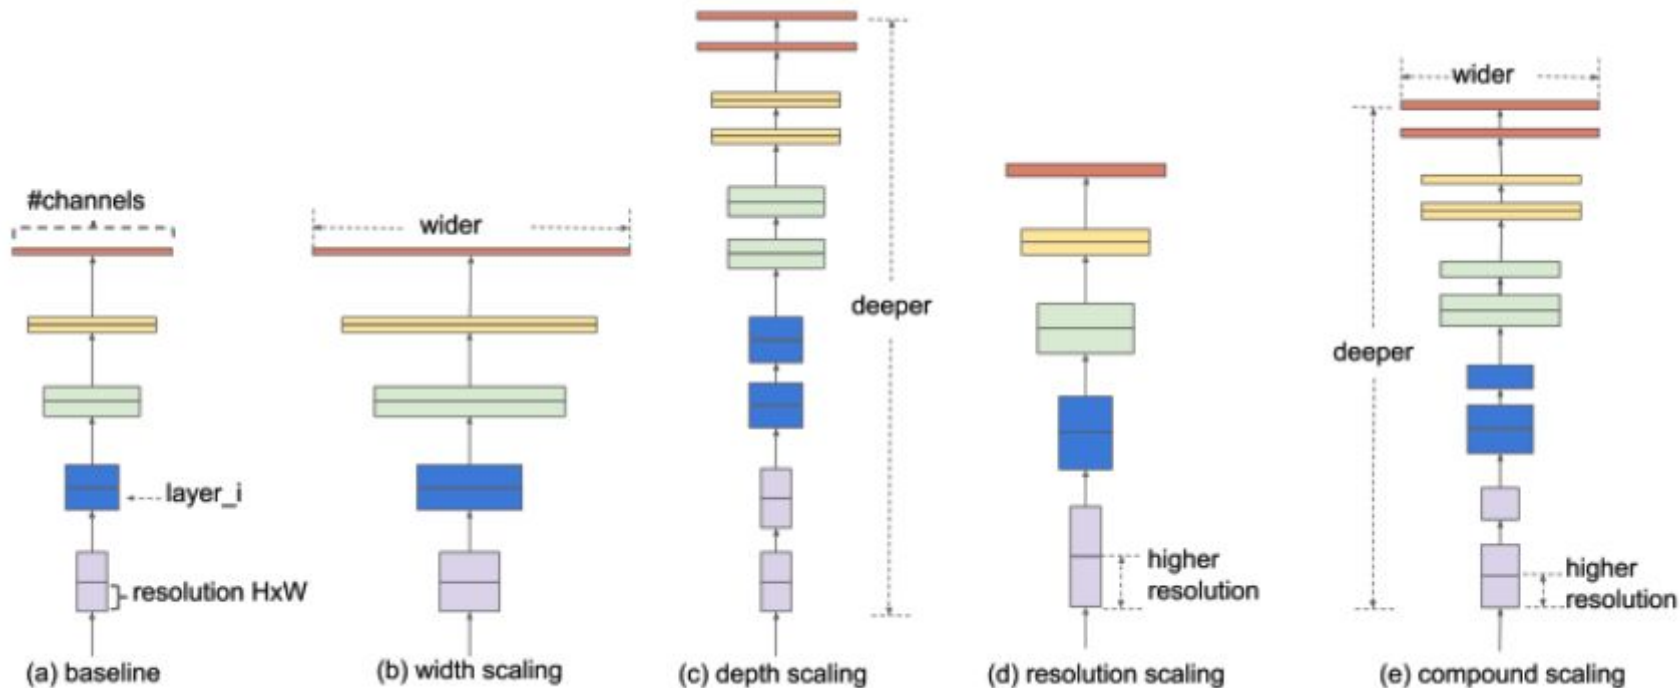 #channels
wider
layer_i
resolution HxW
(a) baseline
(b) width scaling
deeper
(c) depth scaling
higher
resolution
(d) resolution scaling
wider
deeper
higher
resolution
(e) compound scaling